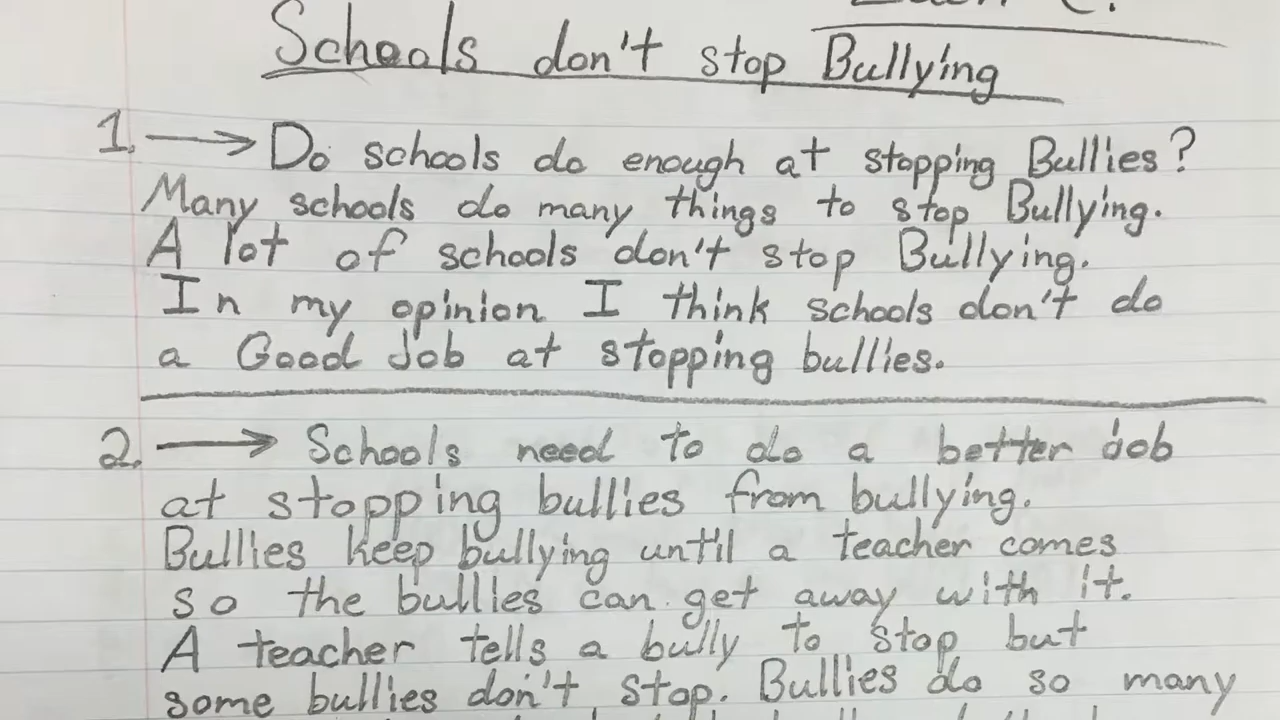 Schools don't stop Bullying
1. → Do schools do enough at stopping Bullies?
Many schools do many things to stop Bullying.
A lot of schools don't stop Bullying.
In my opinion I think schools don't do
a Good Job at stopping bullies.
2. → Schools need to do a better job
at stopping bullies from bullying.
Bullies keep bullying until a teacher comes
so the bullies can get away with it.
A teacher tells a bully to stop but
some bullies don't stop. Bullies do so many